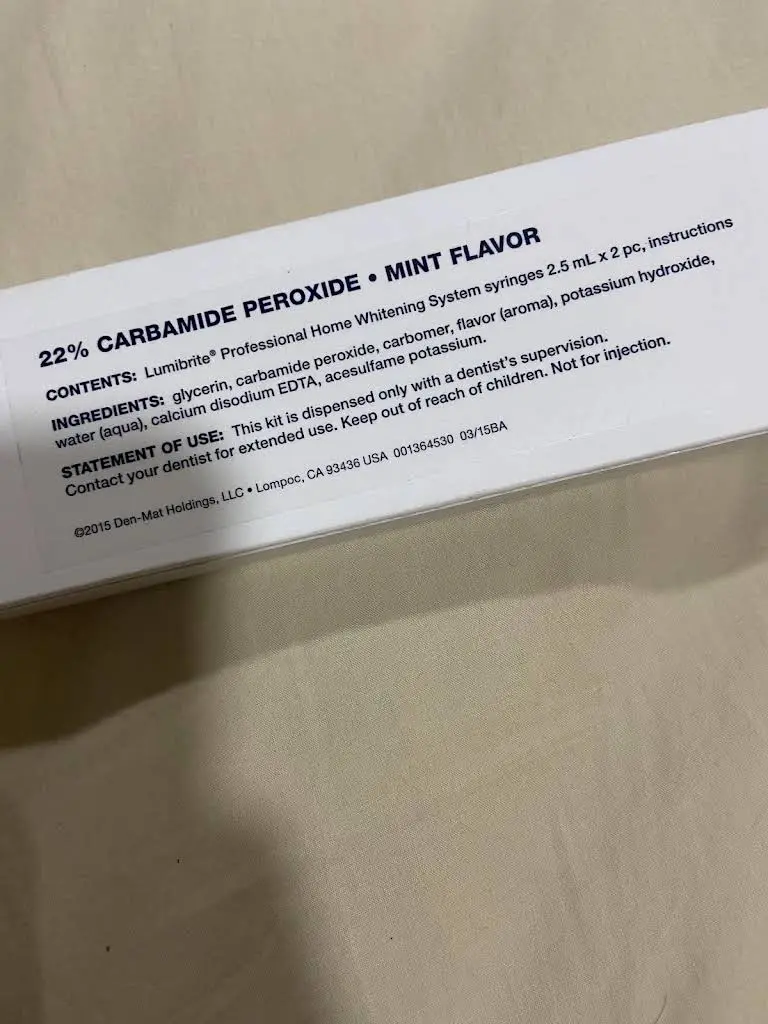 22% CARBAMIDE PEROXIDE • MINT FLAVOR
CONTENTS: Lumibrite® Professional Home Whitening System syringes 2.5 mL x 2 pc, instructions
INGREDIENTS: glycerin, carbamide peroxide, carbomer, flavor (aroma), potassium hydroxide,
water (aqua), calcium disodium EDTA, acesulfame potassium.
STATEMENT OF USE: This kit is dispensed only with a dentist's supervision.
Contact your dentist for extended use. Keep out of reach of children. Not for injection.
©2015 Den-Mat Holdings, LLC • Lompoc, CA 93436 USA 001364530 03/15BA